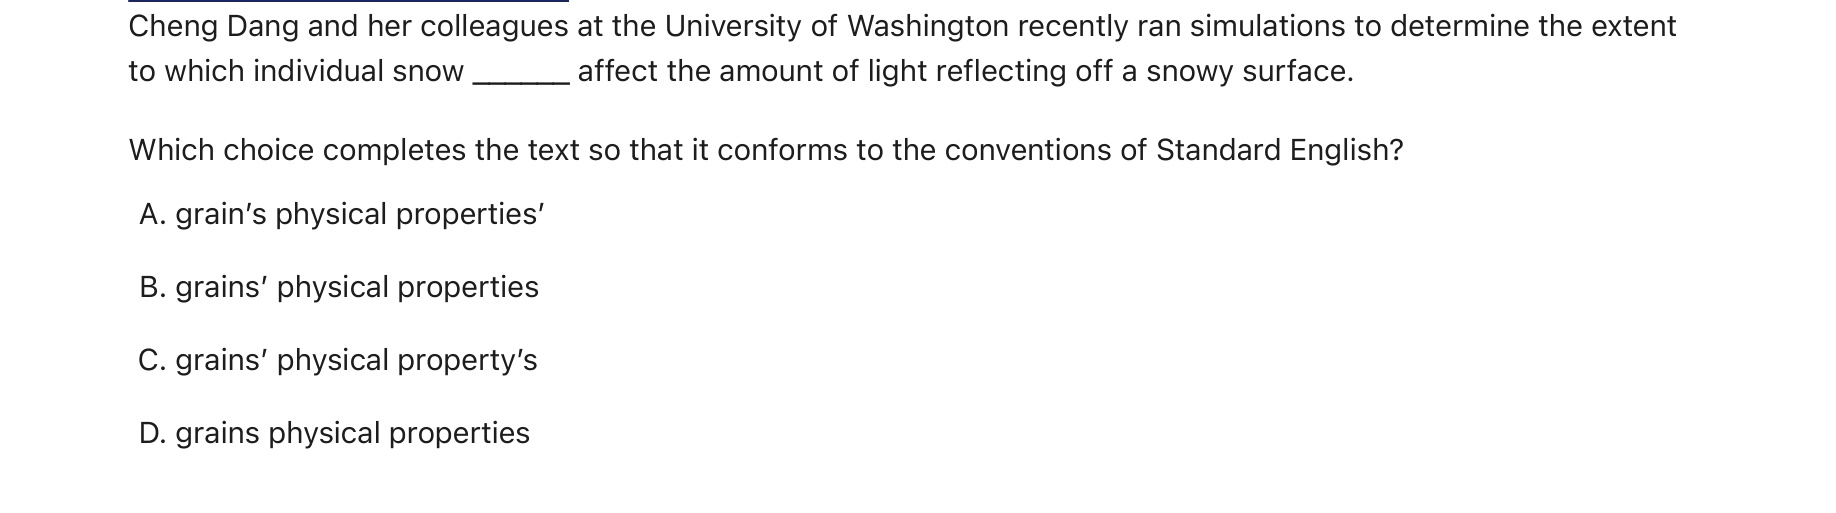 Cheng Dang and her colleagues at the University of Washington recently ran simulations to determine the extent
to which individual snow ______ affect the amount of light reflecting off a snowy surface.
Which choice completes the text so that it conforms to the conventions of Standard English?
A. grain’s physical properties’
B. grains’ physical properties
C. grains’ physical property’s
D. grains physical properties